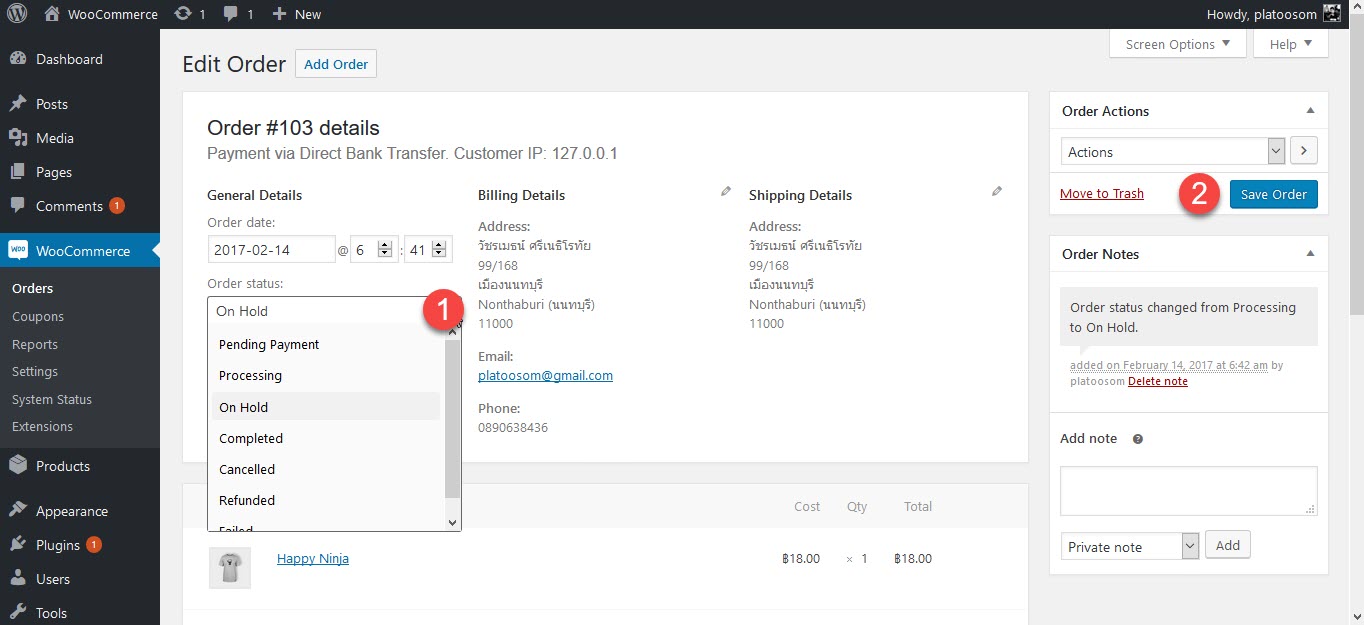 WooCommerce 1 1 New
Howdy, platoosom
Dashboard
Posts
Media
Pages
Comments 1
WooCommerce
Orders
Coupons
Reports
Settings
System Status
Extensions
Products
Appearance
Plugins 1
Users
Tools
Screen Options
Help
Edit Order
Add Order
Order #103 details
Payment via Direct Bank Transfer. Customer IP: 127.0.0.1
General Details
Order date:
2017-02-14 @ 6 : 41
Order status:
On Hold
1
Pending Payment
Processing
On Hold
Completed
Cancelled
Refunded
Failed
Billing Details
Address:
วัชรเมธน์ ศรีเนธิโรทัย
99/168
เมืองนนทบุรี
Nonthaburi (นนทบุรี)
11000
Email:
platoosom@gmail.com
Phone:
0890638436
Shipping Details
Address:
วัชรเมธน์ ศรีเนธิโรทัย
99/168
เมืองนนทบุรี
Nonthaburi (นนทบุรี)
11000
Cost Qty Total
Happy Ninja ฿18.00 × 1 ฿18.00
Order Actions
Actions
Move to Trash
2
Save Order
Order Notes
Order status changed from Processing
to On Hold.
added on February 14, 2017 at 6:42 am by
platoosom Delete note
Add note ?
Private note
Add